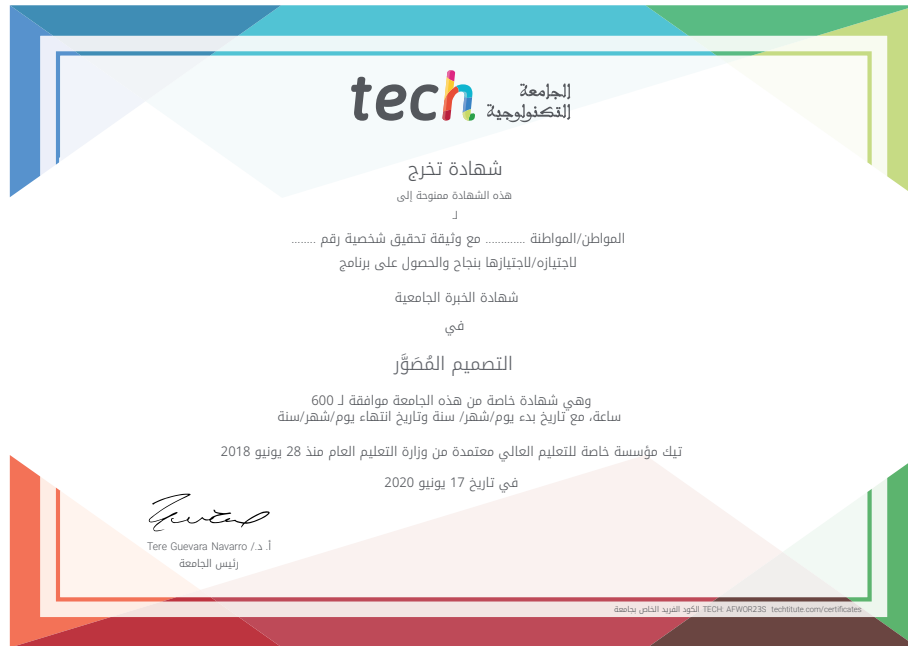 tech الجامعة
التكنولوجية
شهادة تخرج
هذه الشهادة ممنوحة إلى
لـ
المواطن/المواطنة ............. مع وثيقة تحقيق شخصية رقم ........
لاجتيازه/لاجتيازها بنجاح والحصول على برنامج
شهادة الخبرة الجامعية
في
التصميم المُصَوَّر
وهي شهادة خاصة من هذه الجامعة موافقة لـ 600
ساعة، مع تاريخ بدء يوم/شهر/ سنة وتاريخ انتهاء يوم/شهر/سنة
تيك مؤسسة خاصة للتعليم العالي معتمدة من وزارة التعليم العام منذ 28 يونيو 2018
في تاريخ 17 يونيو 2020
أ. د./ Tere Guevara Navarro
رئيس الجامعة
الكود الفريد الخاص بجامعة TECH: AFWOR23S techtitute.com/certificates